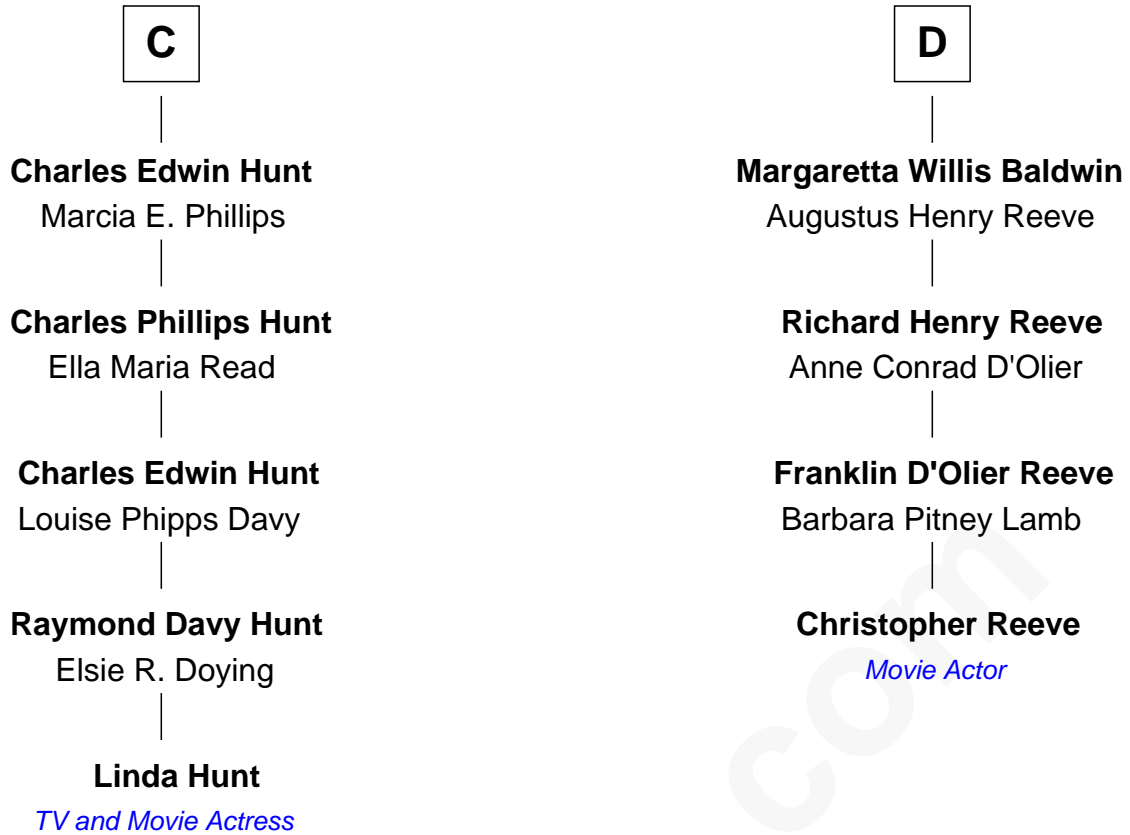 C
Charles Edwin Hunt
Marcia E. Phillips
Charles Phillips Hunt
Ella Maria Read
Charles Edwin Hunt
Louise Phipps Davy
Raymond Davy Hunt
Elsie R. Doying
Linda Hunt
TV and Movie Actress
D
Margaretta Willis Baldwin
Augustus Henry Reeve
Richard Henry Reeve
Anne Conrad D'Olier
Franklin D'Olier Reeve
Barbara Pitney Lamb
Christopher Reeve
Movie Actor
com